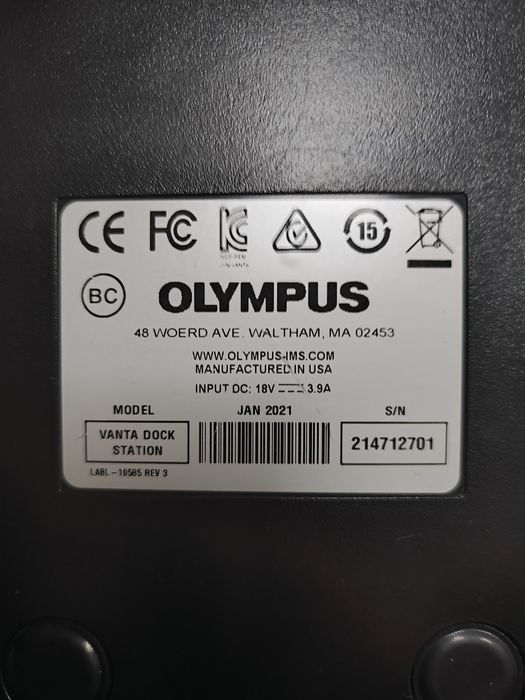 CE FC 15
BC OLYMPUS
48 WOERD AVE. WALTHAM, MA 02453
WWW.OLYMPUS-IMS.COM
MANUFACTURED IN USA
INPUT DC: 18V 3.9A
MODEL JAN 2021 S/N
VANTA DOCK STATION 214712701
LABL-10585 REV 3